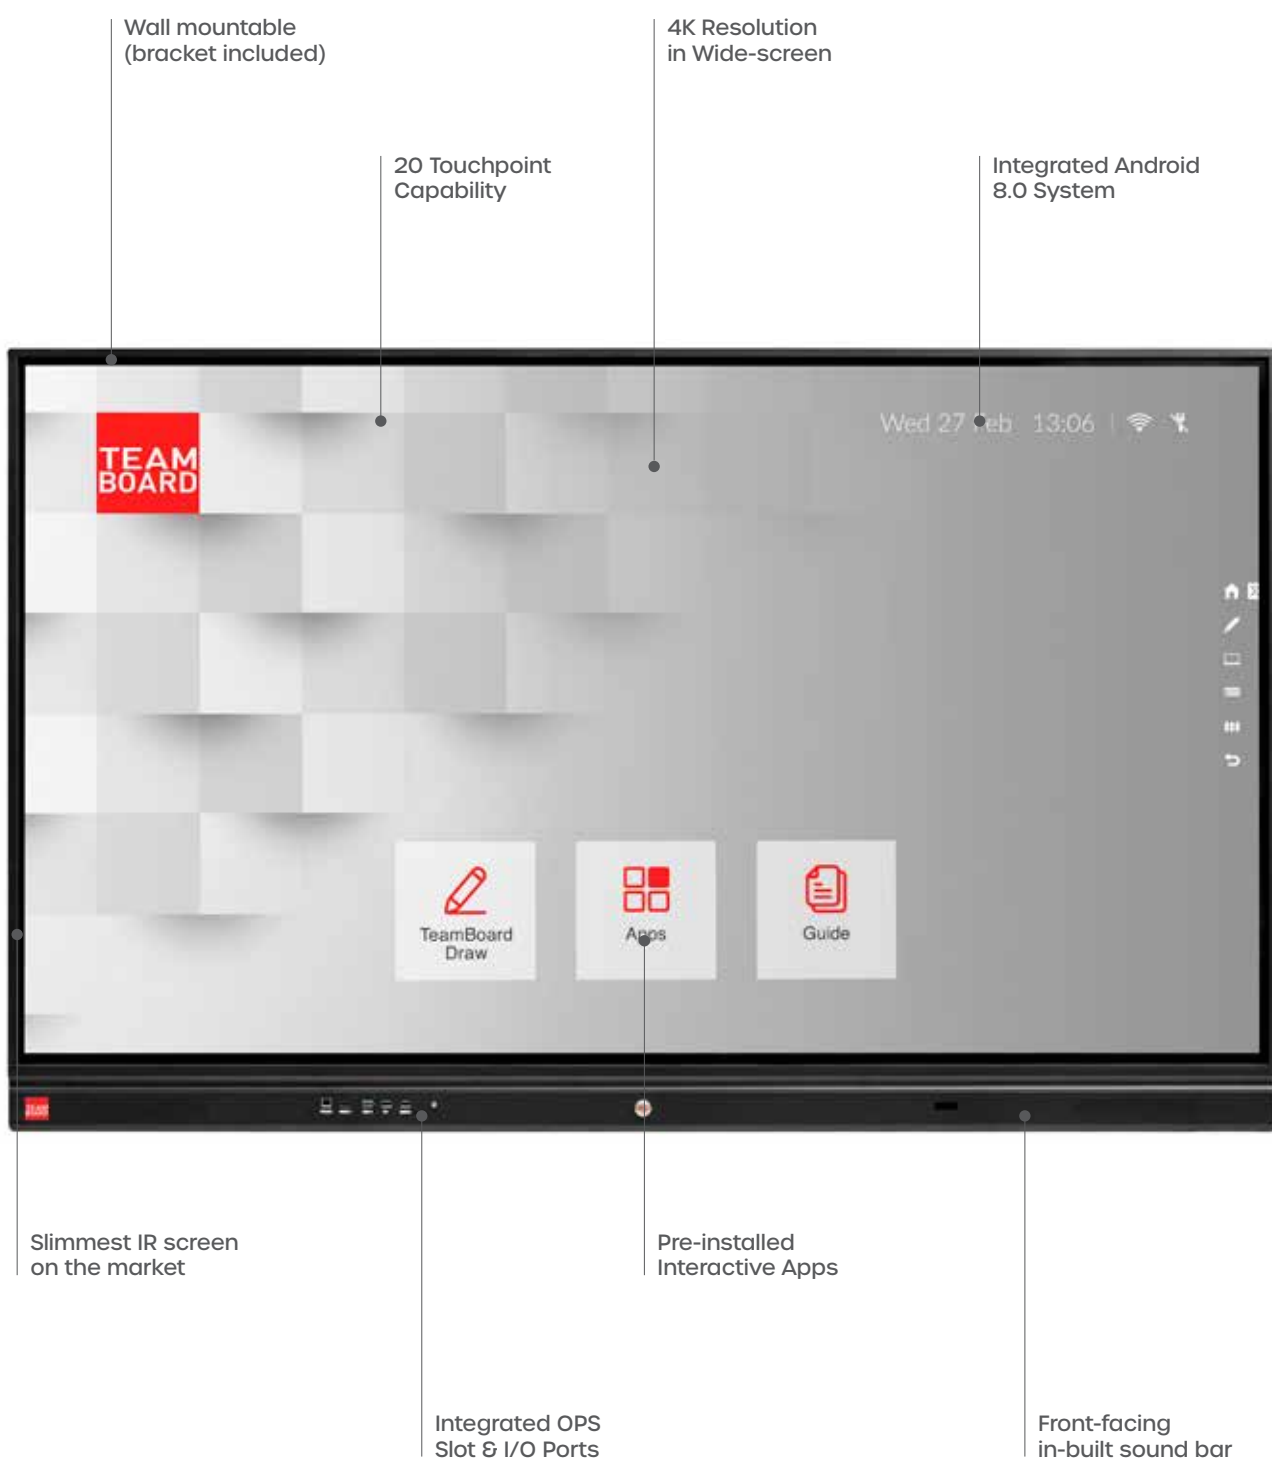 Wall mountable
(bracket included)
4K Resolution
in Wide-screen
20 Touchpoint
Capability
Integrated Android
8.0 System
TEAM
BOARD
Wed 27 Feb 13:06
TeamBoard
Draw
Apps
Guide
Slimmest IR screen
on the market
Pre-installed
Interactive Apps
Integrated OPS
Slot & I/O Ports
Front-facing
in-built sound bar